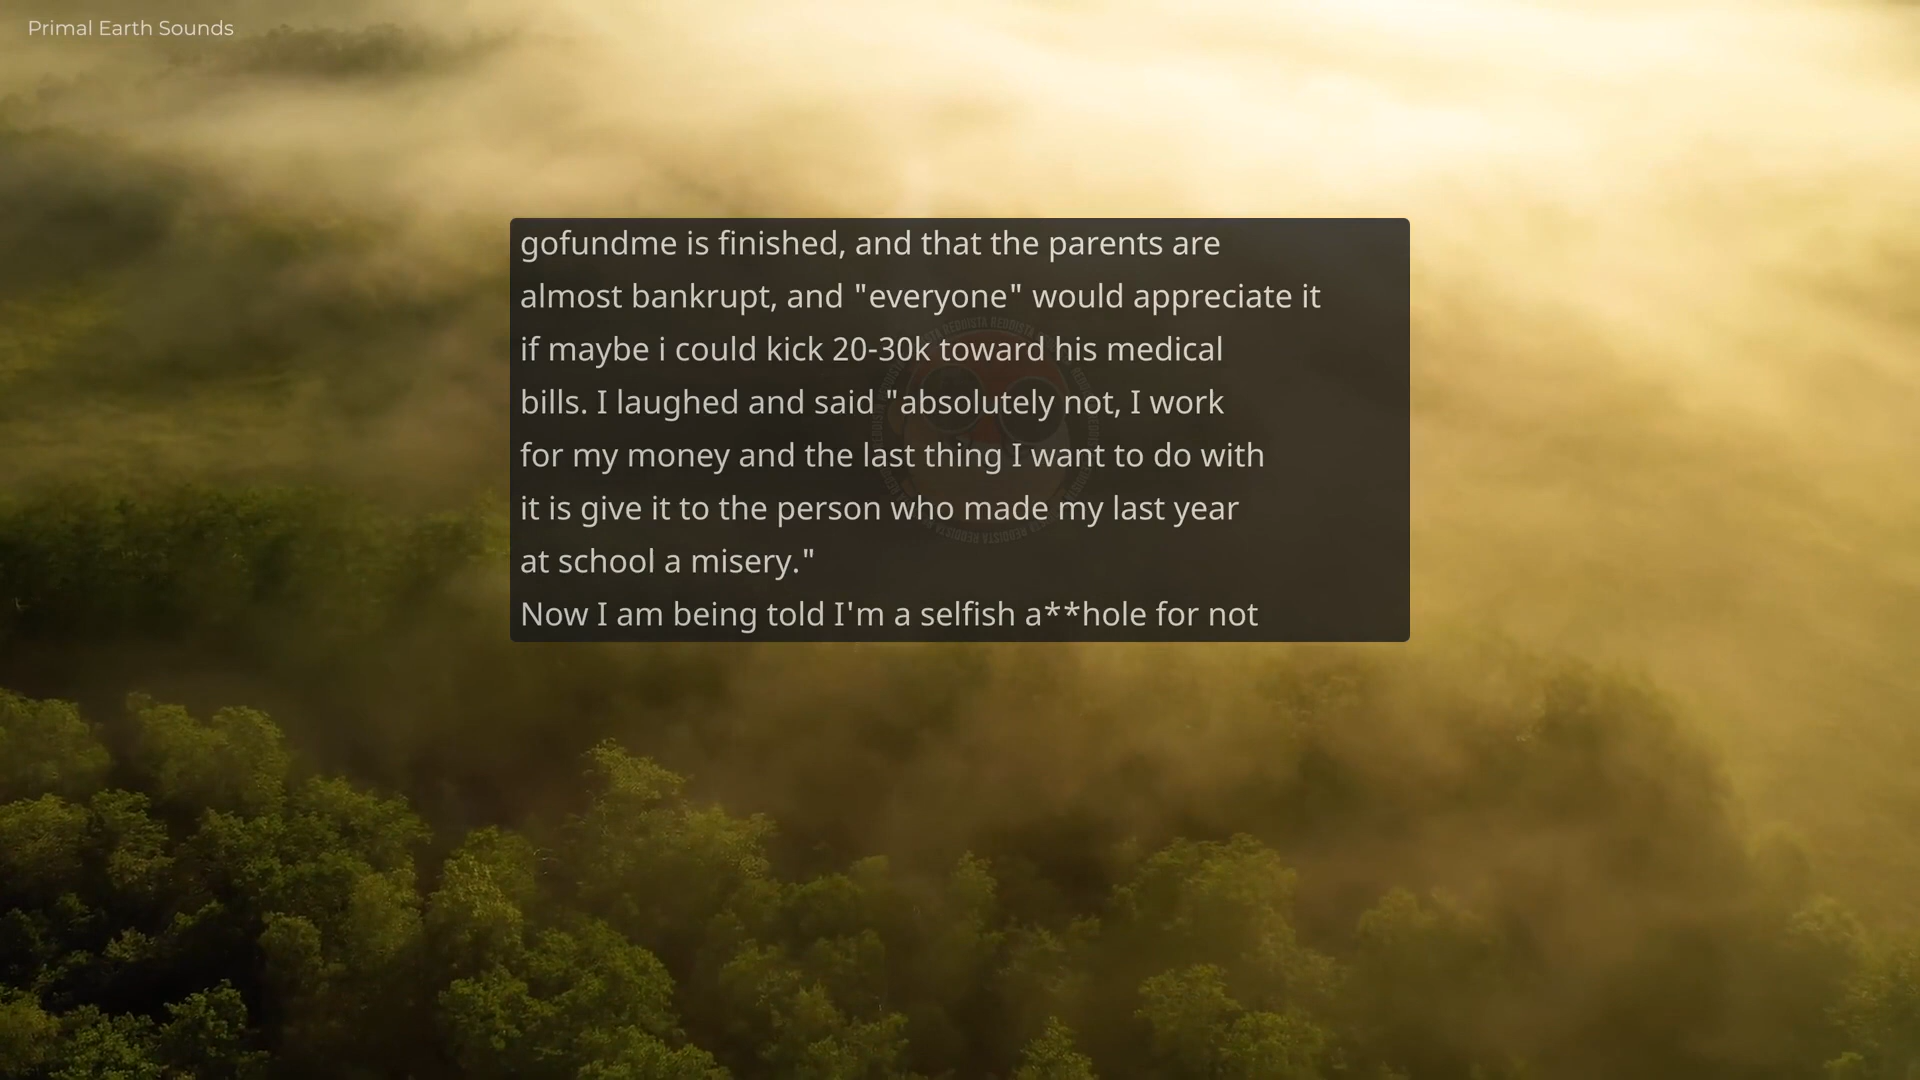 Primal Earth Sounds
gofundme is finished, and that the parents are
almost bankrupt, and "everyone" would appreciate it
if maybe i could kick 20-30k toward his medical
bills. I laughed and said "absolutely not, I work
for my money and the last thing I want to do with
it is give it to the person who made my last year
at school a misery."
Now I am being told I'm a selfish a**hole for not
REDDISTA REDDISTA REDDISTA